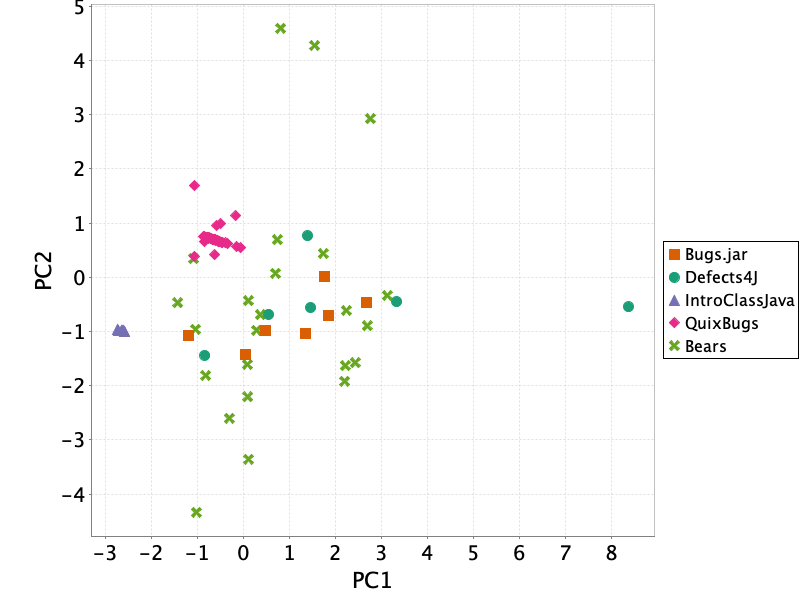 5
4
3
2
1
0
−1
−2
−3
−4
PC2
−3 −2 −1 0 1 2 3 4 5 6 7 8
PC1
Bugs.jar
Defects4J
IntroClassJava
QuixBugs
Bears